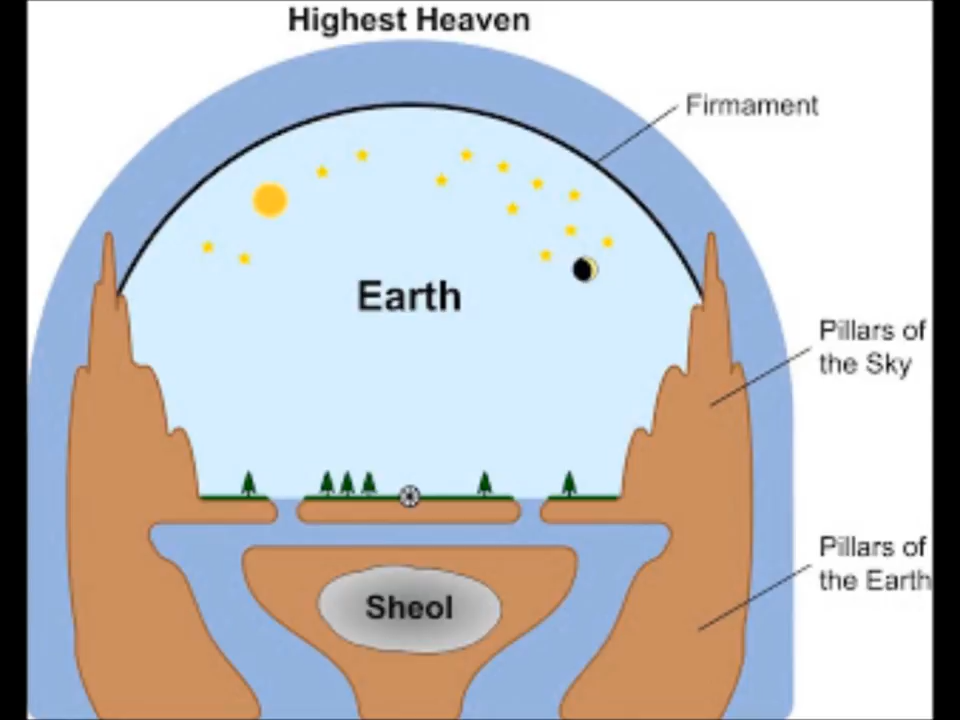 Highest Heaven
Firmament
Earth
Pillars of
the Sky
Pillars of
the Earth
Sheol